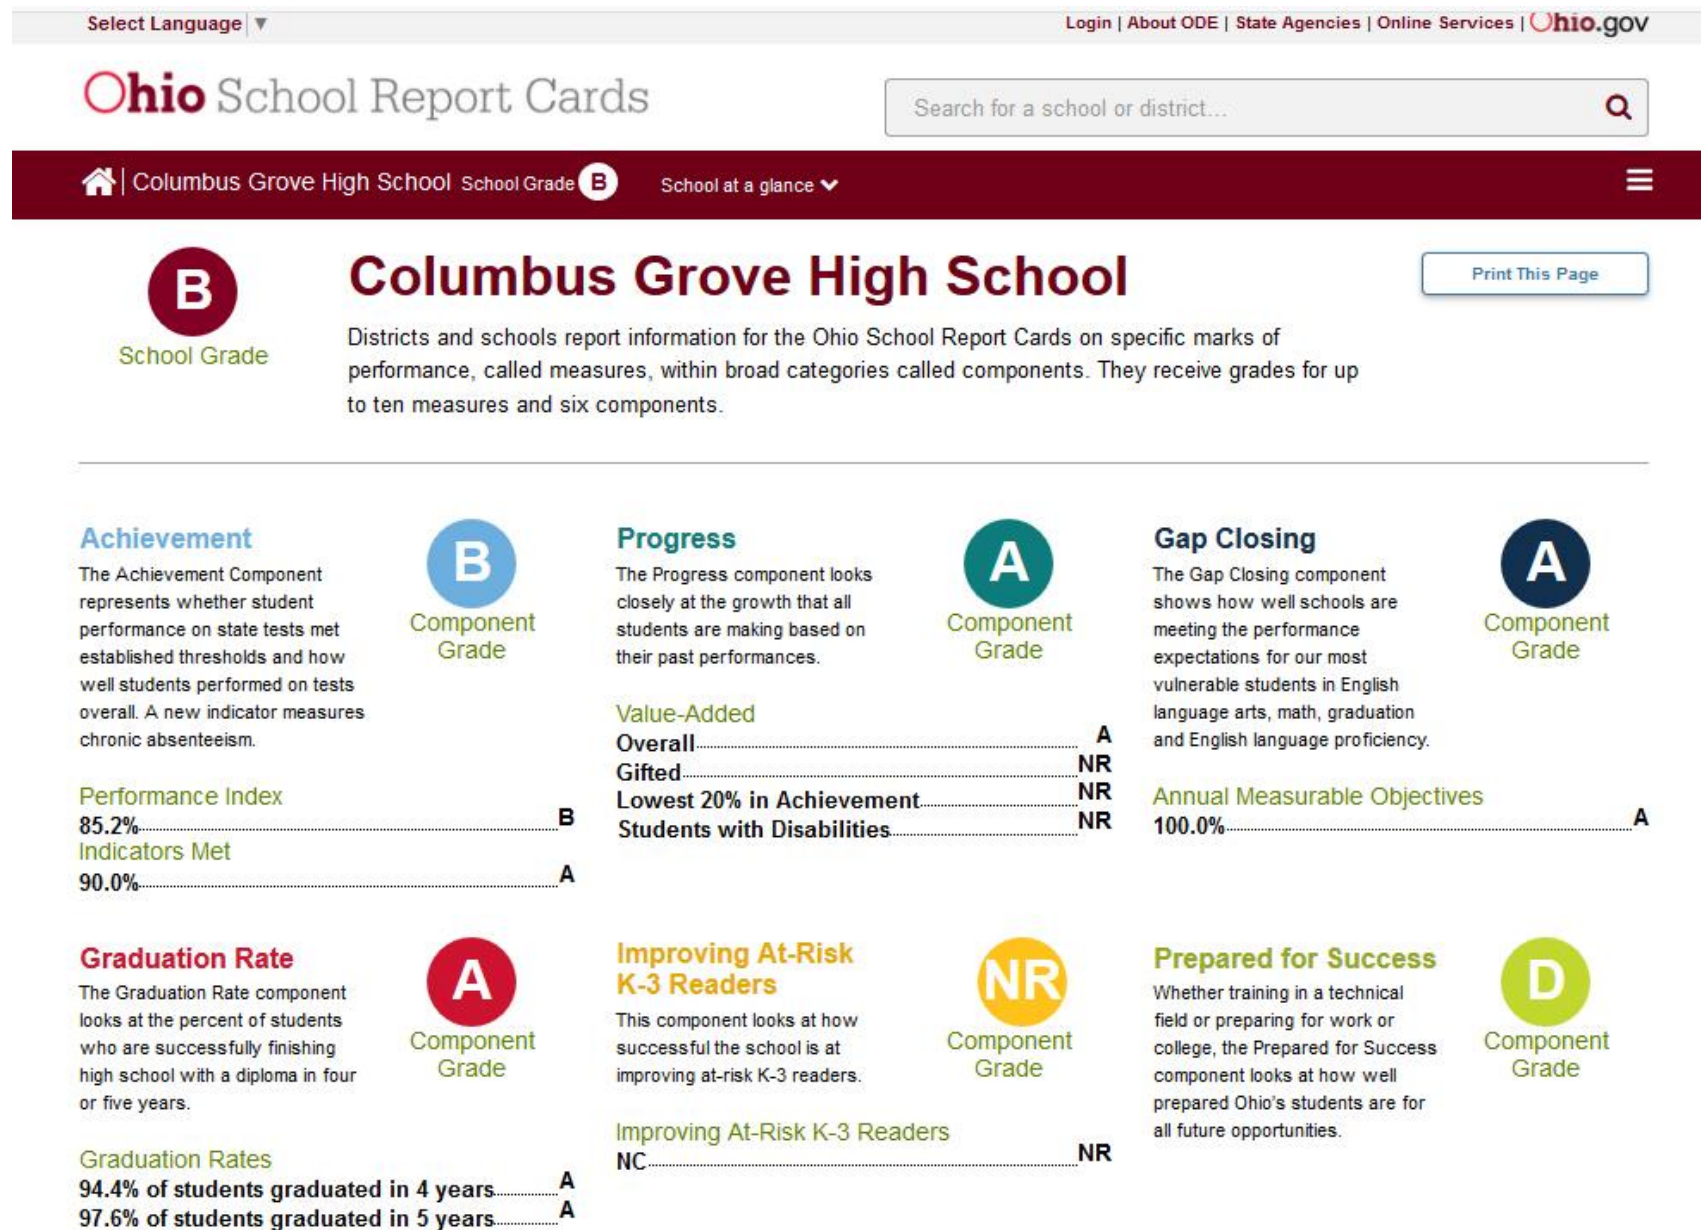 Select Language ▼
Login | About ODE | State Agencies | Online Services | Ohio.gov
Ohio School Report Cards
Search for a school or district...
Columbus Grove High School School Grade B School at a glance
B
School Grade
Columbus Grove High School
Print This Page
Districts and schools report information for the Ohio School Report Cards on specific marks of
performance, called measures, within broad categories called components. They receive grades for up
to ten measures and six components.
Achievement
The Achievement Component
represents whether student
performance on state tests met
established thresholds and how
well students performed on tests
overall. A new indicator measures
chronic absenteeism.
B
Component
Grade
Performance Index
85.2% B
Indicators Met
90.0% A
Progress
The Progress component looks
closely at the growth that all
students are making based on
their past performances.
A
Component
Grade
Value-Added
Overall A
Gifted NR
Lowest 20% in Achievement NR
Students with Disabilities NR
Gap Closing
The Gap Closing component
shows how well schools are
meeting the performance
expectations for our most
vulnerable students in English
language arts, math, graduation
and English language proficiency.
A
Component
Grade
Annual Measurable Objectives
100.0% A
Graduation Rate
The Graduation Rate component
looks at the percent of students
who are successfully finishing
high school with a diploma in four
or five years.
A
Component
Grade
Graduation Rates
94.4% of students graduated in 4 years A
97.6% of students graduated in 5 years A
Improving At-Risk
K-3 Readers
This component looks at how
successful the school is at
improving at-risk K-3 readers.
NR
Component
Grade
Improving At-Risk K-3 Readers
NC NR
Prepared for Success
Whether training in a technical
field or preparing for work or
college, the Prepared for Success
component looks at how well
prepared Ohio's students are for
all future opportunities.
D
Component
Grade